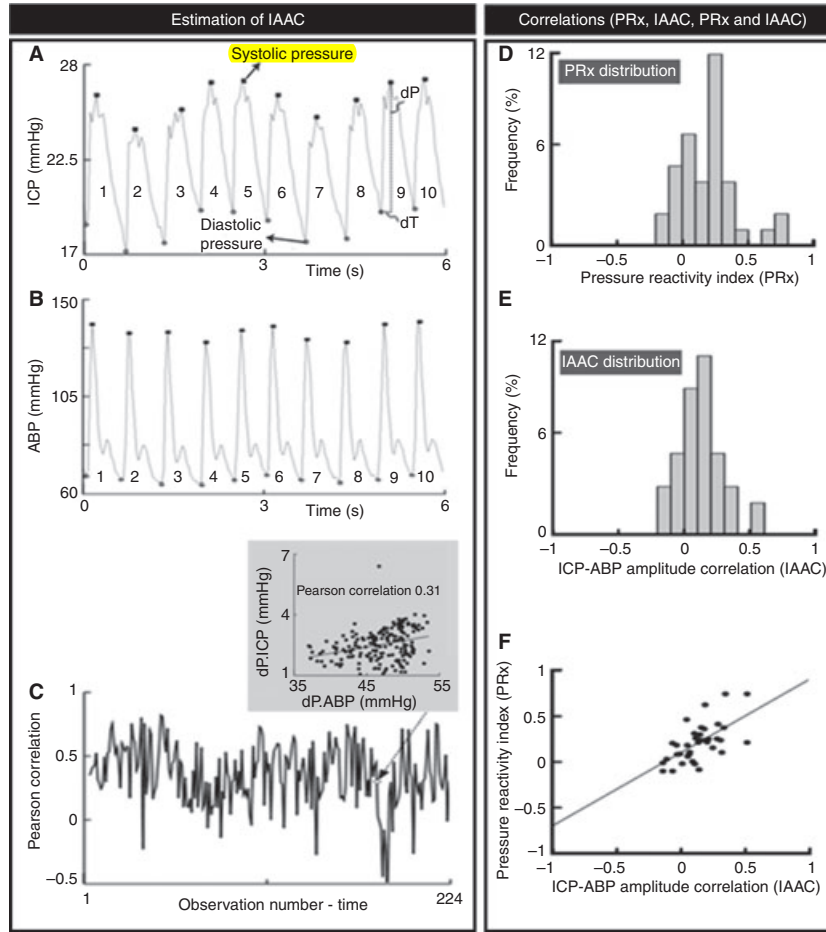 Estimation of IAAC
Correlations (PRx, IAAC, PRx and IAAC)
A
Systolic pressure
28
22.5
17
ICP (mmHg)
dP
1 2 3 4 5 6 7 8 9 10
Diastolic
pressure
dT
0 3 6
Time (s)
B
150
105
60
ABP (mmHg)
1 2 3 4 5 6 7 8 9 10
0 3 6
Time (s)
7
4
1
dP.ICP (mmHg)
Pearson correlation 0.31
35 45 55
dP.ABP (mmHg)
C
1
0.5
0
−0.5
Pearson correlation
1 224
Observation number - time
D
PRx distribution
12
6
0
Frequency (%)
−1 −0.5 0 0.5 1
Pressure reactivity index (PRx)
E
IAAC distribution
12
6
0
Frequency (%)
−1 −0.5 0 0.5 1
ICP-ABP amplitude correlation (IAAC)
F
1
0.5
0
−0.5
−1
Pressure reactivity index (PRx)
−1 −0.5 0 0.5 1
ICP-ABP amplitude correlation (IAAC)